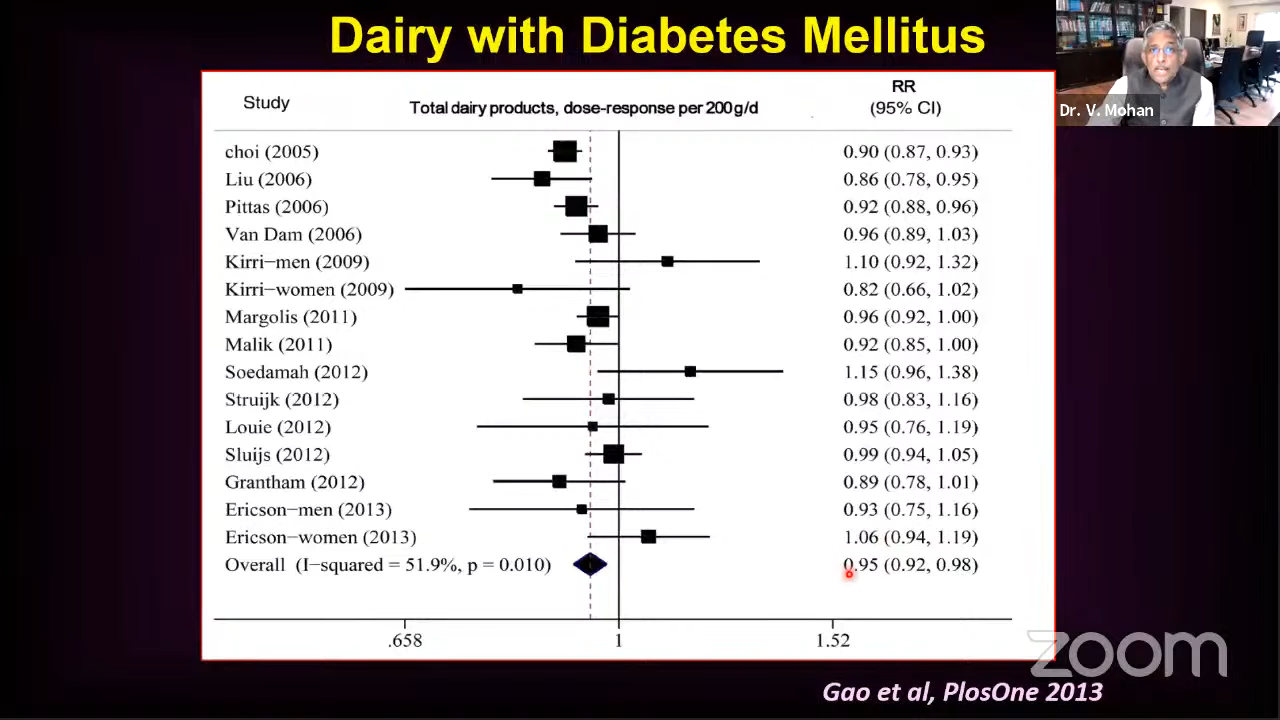 Dairy with Diabetes Mellitus
Dr. V. Mohan
Study Total dairy products, dose-response per 200g/d RR (95% CI)
choi (2005) 0.90 (0.87, 0.93)
Liu (2006) 0.86 (0.78, 0.95)
Pittas (2006) 0.92 (0.88, 0.96)
Van Dam (2006) 0.96 (0.89, 1.03)
Kirri−men (2009) 1.10 (0.92, 1.32)
Kirri−women (2009) 0.82 (0.66, 1.02)
Margolis (2011) 0.96 (0.92, 1.00)
Malik (2011) 0.92 (0.85, 1.00)
Soedamah (2012) 1.15 (0.96, 1.38)
Struijk (2012) 0.98 (0.83, 1.16)
Louie (2012) 0.95 (0.76, 1.19)
Sluijs (2012) 0.99 (0.94, 1.05)
Grantham (2012) 0.89 (0.78, 1.01)
Ericson−men (2013) 0.93 (0.75, 1.16)
Ericson−women (2013) 1.06 (0.94, 1.19)
Overall (I−squared = 51.9%, p = 0.010) 0.95 (0.92, 0.98)
.658 1 1.52
zoom
Gao et al, PlosOne 2013